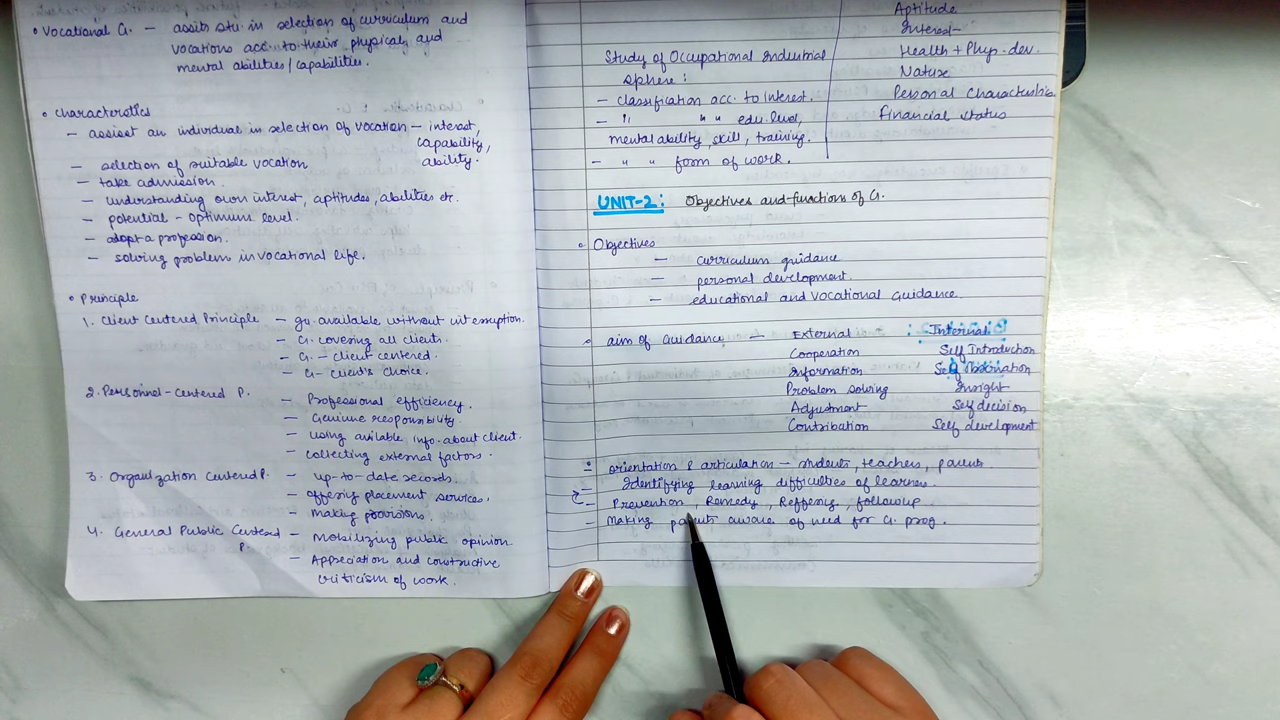 • Vocational G. — assits stu. in selection of curriculum and
vocations acc. to their physical, and
mental abilities/capabilities.
• Characterotics
— assist an individual in selection of vocation — interest,
capability,
ability.
— selection of suitable vocation
— take admission.
— understanding own interest, aptitudes, abilities etc.
— potential - optimum level.
— adopt a profession.
— solving problem in vocational life.
• Principle
1. Client Centered Principle — gu. available without interruption.
— G. covering all clients.
— G. — client centered.
— G- client's choice.
2. Personnel-Centered P. — Professional efficiency.
— Genuine responsibility.
— using avilable, info. about client.
— collecting external factors.
3. Organization Centered P. — up-to-date records.
— Offering placement services.
— Making provisions.
4. General Public Centered — Mobilizing public opinion
P.
— Appreciation and constructive
criticism of work.
Aptitude
Interest
Health + Phy. dev.
Nature
Personal Characteristics
Financial status
Study of Occupational Industrial
sphere :
— classification acc. to interest.
— " " " edu. level,
mental ability, skill, training.
— " " form of work.
UNIT-2: Objectives and functions of G.
• Objectives
— curriculum guidance
— personal development.
— educational and vocational Guidance.
• aim of Guidance — External Internal
Cooperation Self Introduction
Information Self
Problem solving Insight
Adjustment Self decision
Contribution Self development
— orientation & articulation — students, teachers, parents.
— Identifying learning difficulties of learners.
— Prevention, Remedy, Reffering, followup
— Making parents aware of need for G. prog.